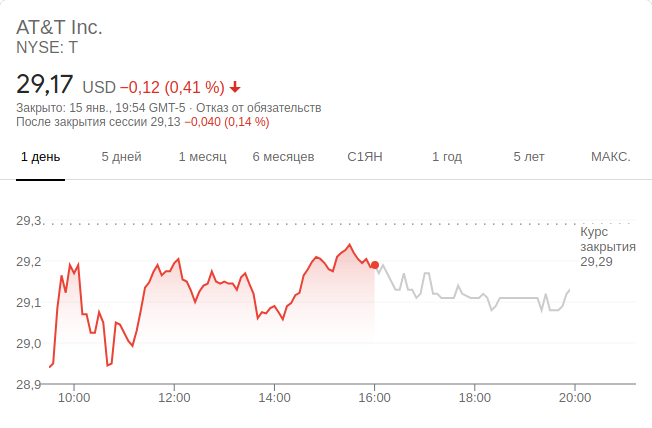 AT&T Inc.
NYSE: T
29,17 USD −0,12 (0,41 %)
Закрыто: 15 янв., 19:54 GMT-5 · Отказ от обязательств
После закрытия сессии 29,13 −0,040 (0,14 %)
1 день 5 дней 1 месяц 6 месяцев С1ЯН 1 год 5 лет МАКС.
29,3
Курс
закрытия
29,29
29,2
29,1
29,0
28,9
10:00 12:00 14:00 16:00 18:00 20:00